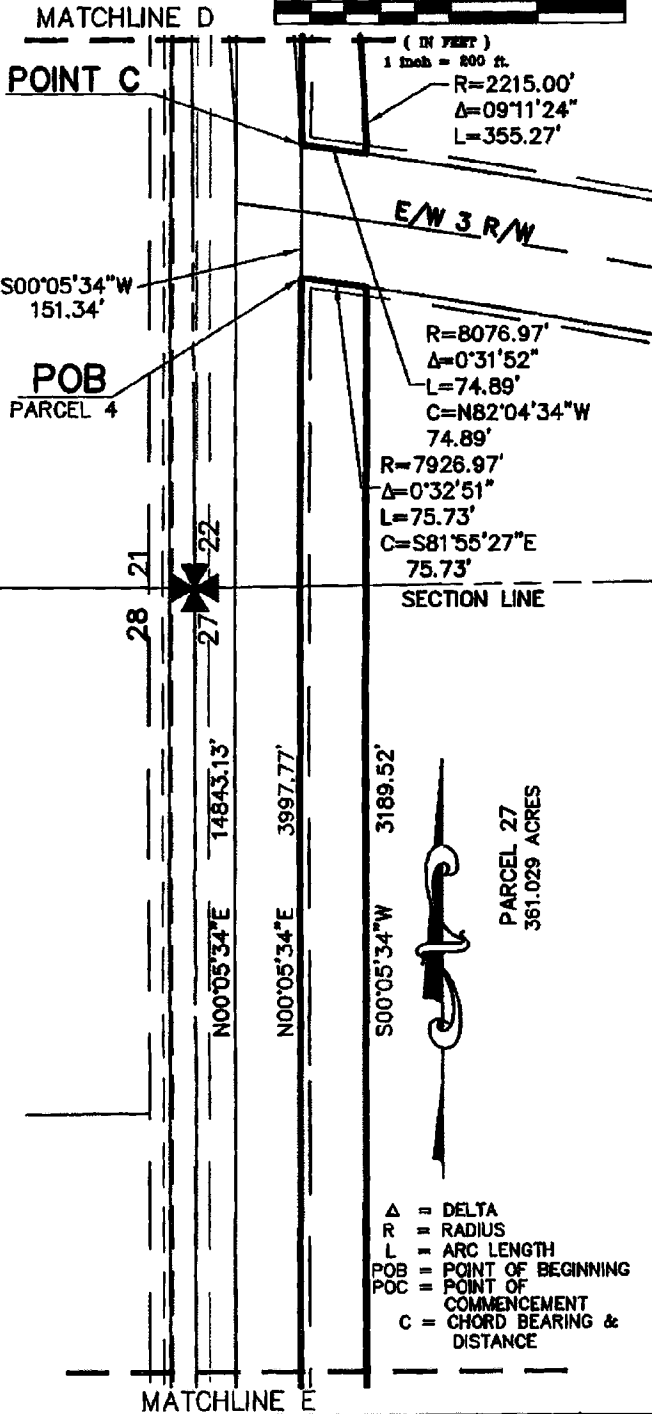 MATCHLINE D
( IN FEET )
1 inch = 200 ft.
POINT C
R=2215.00'
Δ=09°11'24"
L=355.27'
E/W 3 R/W
S00°05'34"W
151.34'
POB
PARCEL 4
R=8076.97'
Δ=0°31'52"
L=74.89'
C=N82°04'34"W
74.89'
R=7926.97'
Δ=0°32'51"
L=75.73'
C=S81°55'27"E
75.73'
21
22
28
27
SECTION LINE
N00°05'34"E 14843.13'
N00°05'34"E 3997.77'
S00°05'34"W 3189.52'
PARCEL 27
361.029 ACRES
Δ = DELTA
R = RADIUS
L = ARC LENGTH
POB = POINT OF BEGINNING
POC = POINT OF
COMMENCEMENT
C = CHORD BEARING &
DISTANCE
MATCHLINE E